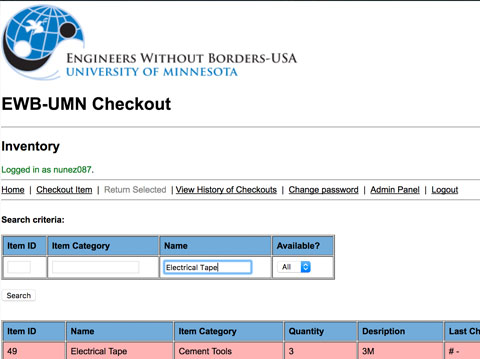 ENGINEERS WITHOUT BORDERS-USA
UNIVERSITY OF MINNESOTA
EWB-UMN Checkout
Inventory
Logged in as nunez087.
Home | Checkout Item | Return Selected | View History of Checkouts | Change password | Admin Panel | Logout
Search criteria:
Item ID Item Category Name Available?
Electrical Tape All
Search
Item ID Name Item Category Quantity Desription Last Ch
49 Electrical Tape Cement Tools 3 3M # -